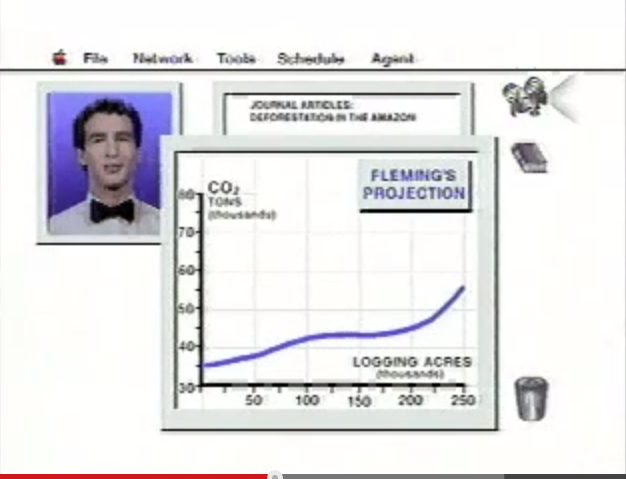 File Network Tools Schedule Agent
JOURNAL ARTICLES:
DEFORESTATION IN THE AMAZON
FLEMING'S
PROJECTION
CO₂
TONS
(thousands)
80
70
60
50
40
30
LOGGING ACRES
(thousands)
50 100 150 200 250